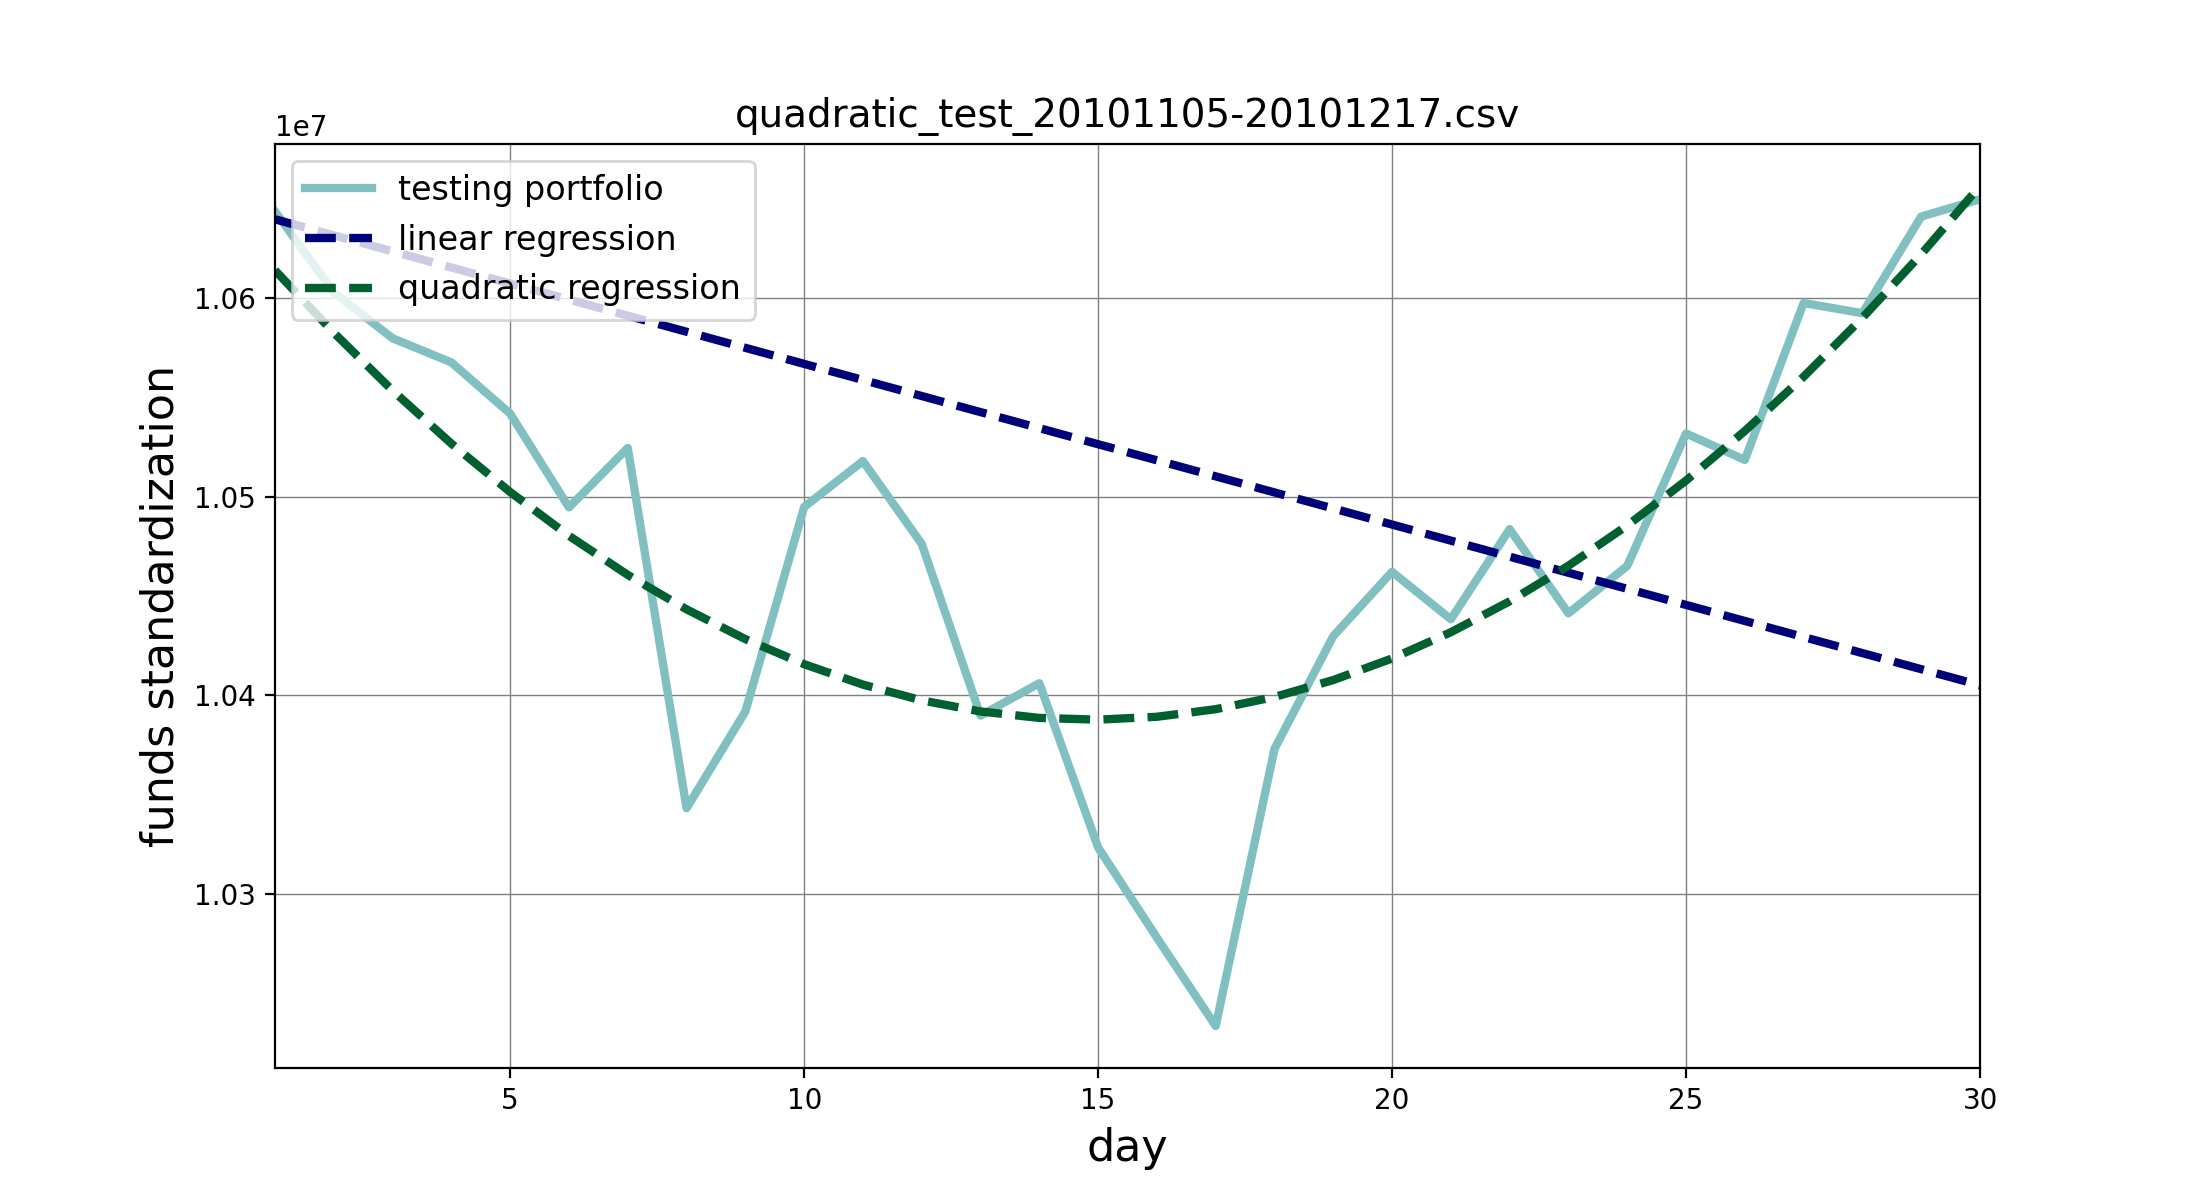 quadratic_test_20101105-20101217.csv
1e7
testing portfolio
linear regression
quadratic regression
1.06
1.05
1.04
1.03
funds standardization
5 10 15 20 25 30
day